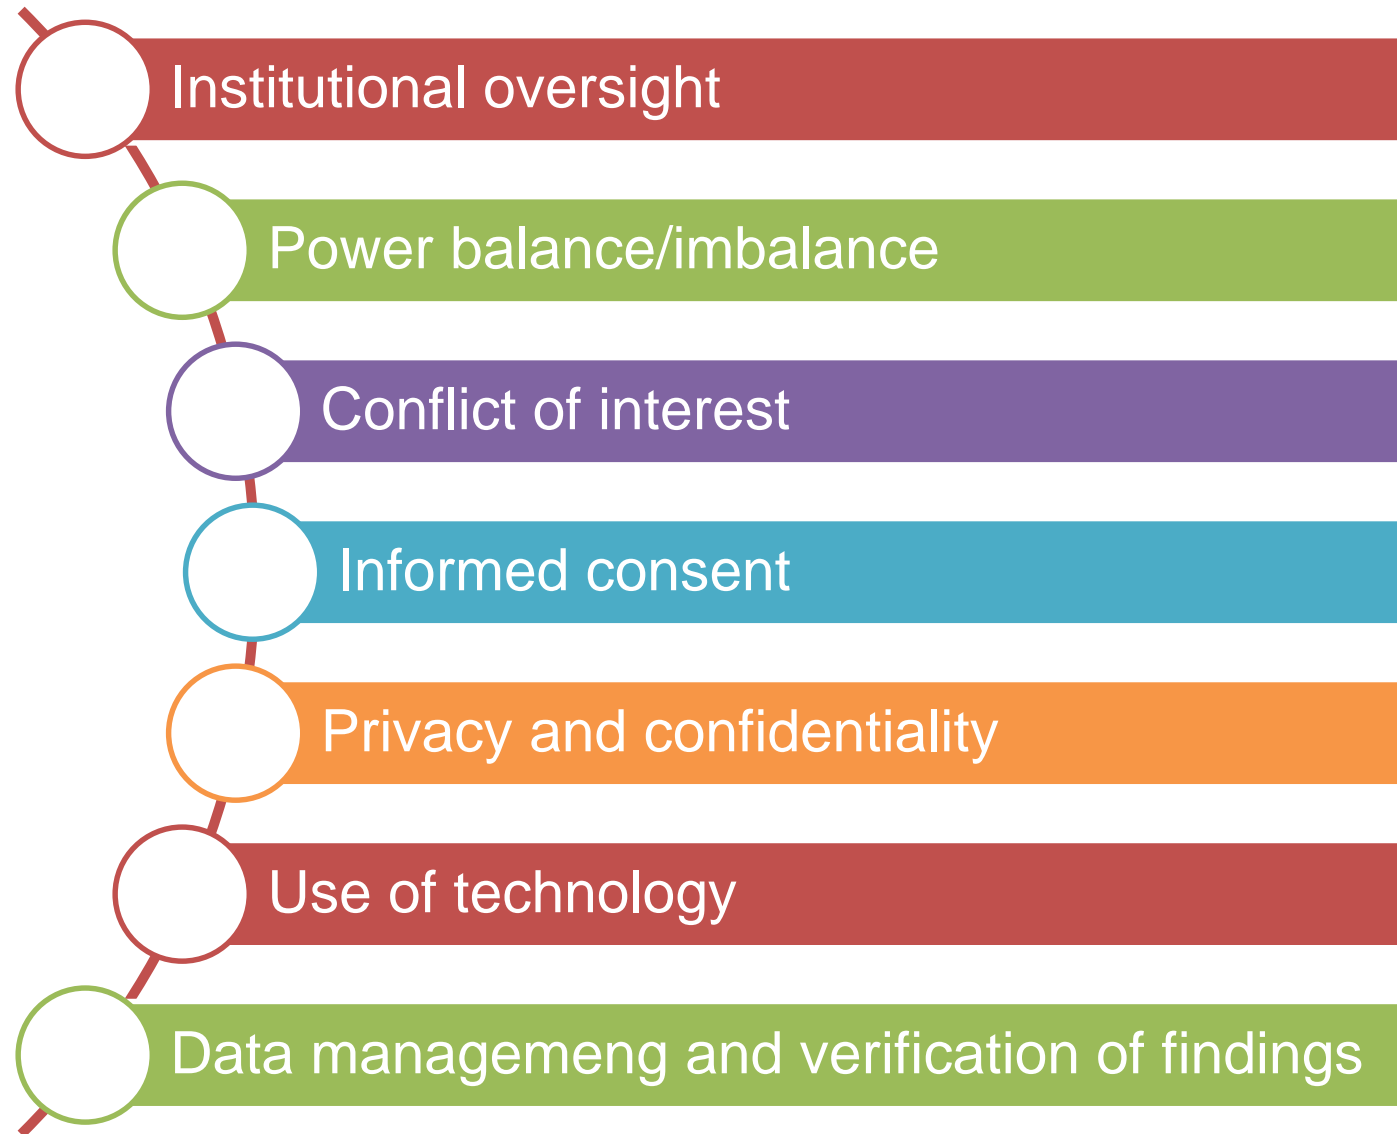 Institutional oversight
Power balance/imbalance
Conflict of interest
Informed consent
Privacy and confidentiality
Use of technology
Data managemeng and verification of findings